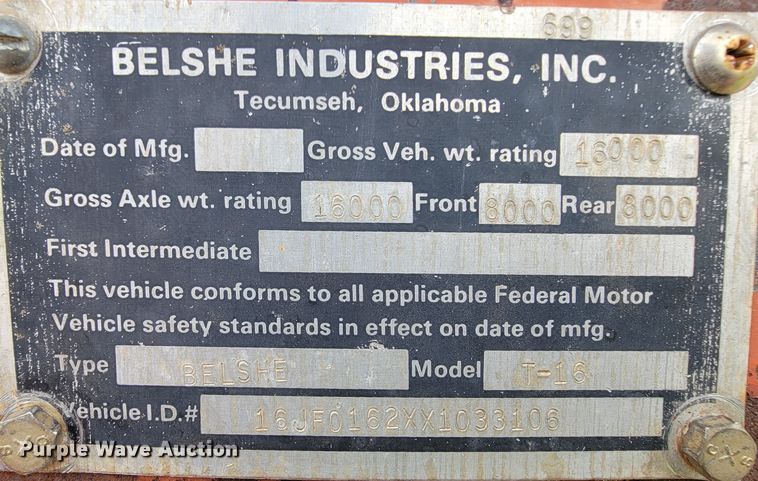 699
BELSHE INDUSTRIES, INC.
Tecumseh, Oklahoma
Date of Mfg. Gross Veh. wt. rating 16000
Gross Axle wt. rating 16000 Front 8000 Rear 8000
First Intermediate
This vehicle conforms to all applicable Federal Motor
Vehicle safety standards in effect on date of mfg.
Type BELSHE Model T-16
Vehicle I.D.# 16JF0162XX1033106
Purple Wave Auction